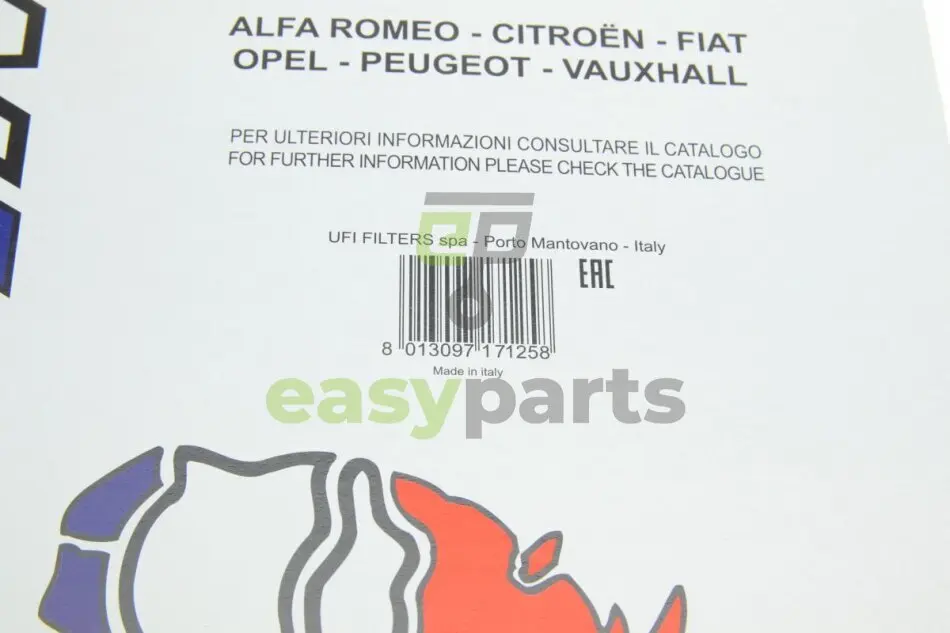 ALFA ROMEO - CITROËN - FIAT
OPEL - PEUGEOT - VAUXHALL
PER ULTERIORI INFORMAZIONI CONSULTARE IL CATALOGO
FOR FURTHER INFORMATION PLEASE CHECK THE CATALOGUE
UFI FILTERS spa - Porto Mantovano - Italy
EAC
8 013097 171258
Made in italy
easyparts